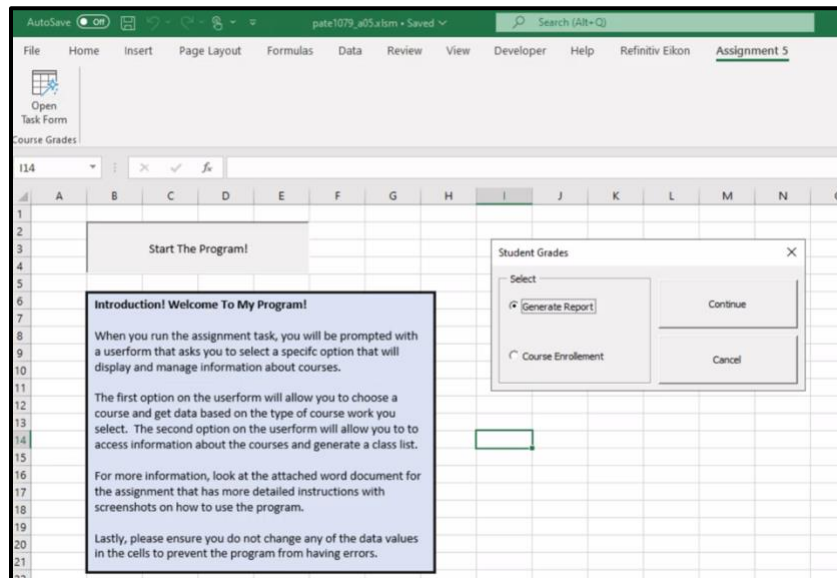 AutoSave Off pate1079_a05.xlsm • Saved Search (Alt+Q)
File Home Insert Page Layout Formulas Data Review View Developer Help Refinitiv Eikon Assignment 5
Open
Task Form
Course Grades
I14 fx
A B C D E F G H I J K L M N
1
2
3
4
5
6
7
8
9
10
11
12
13
14
15
16
17
18
19
20
21
Start The Program!
Introduction! Welcome To My Program!
When you run the assignment task, you will be prompted with
a userform that asks you to select a specifc option that will
display and manage information about courses.
The first option on the userform will allow you to choose a
course and get data based on the type of course work you
select. The second option on the userform will allow you to to
access information about the courses and generate a class list.
For more information, look at the attached word document for
the assignment that has more detailed instructions with
screenshots on how to use the program.
Lastly, please ensure you do not change any of the data values
in the cells to prevent the program from having errors.
Student Grades
Select
Generate Report
Course Enrollement
Continue
Cancel